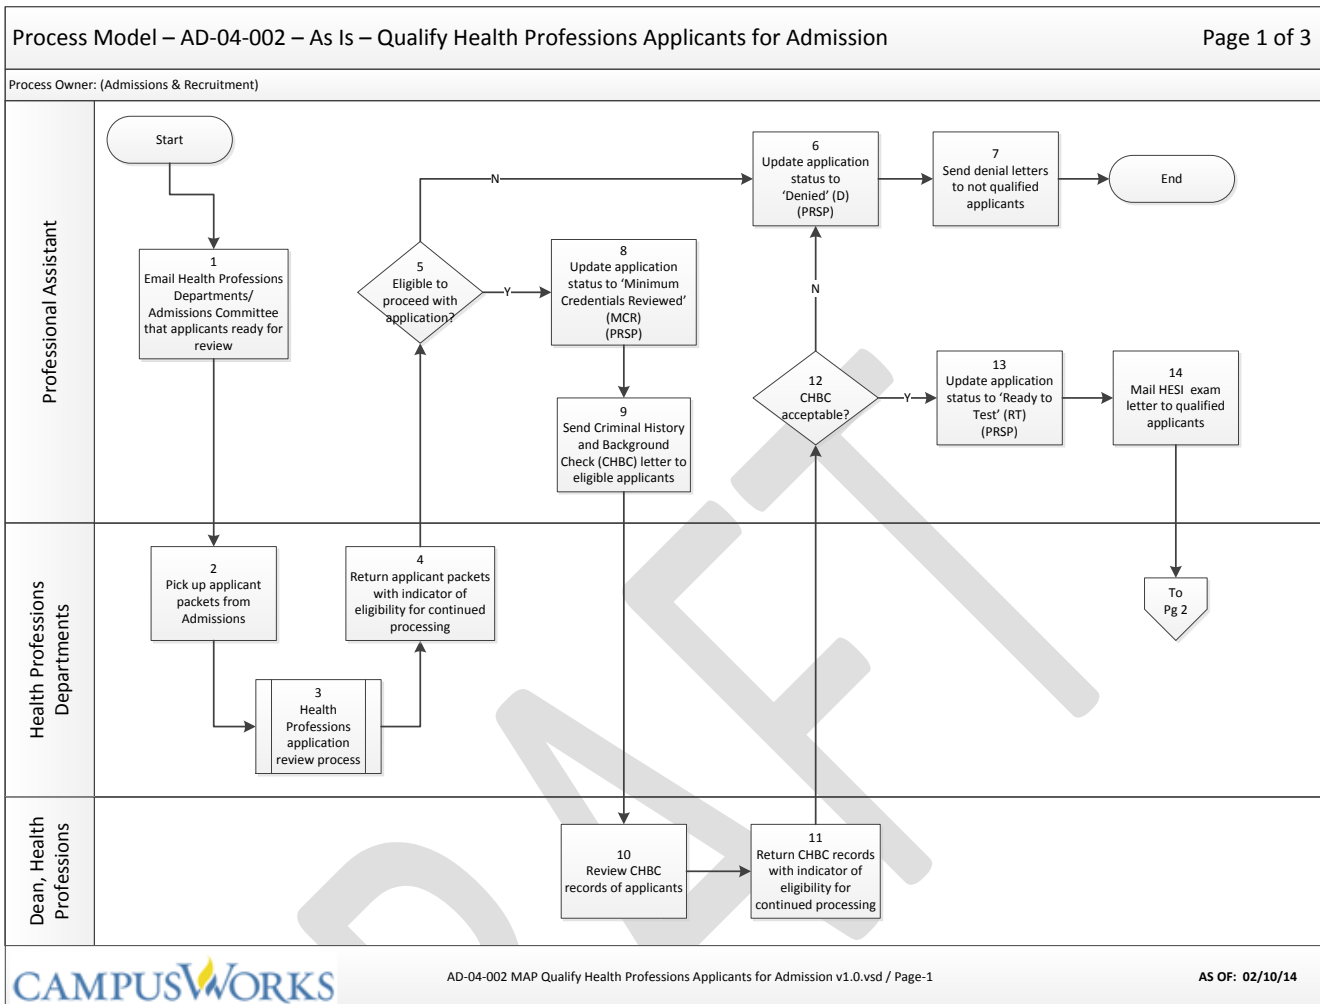 Process Model – AD-04-002 – As Is – Qualify Health Professions Applicants for Admission
Page 1 of 3
Process Owner: (Admissions & Recruitment)
Professional Assistant
Start
1
Email Health Professions
Departments/
Admissions Committee
that applicants ready for
review
5
Eligible to
proceed with
application?
N
Y
6
Update application
status to
‘Denied’ (D)
(PRSP)
7
Send denial letters
to not qualified
applicants
End
8
Update application
status to ‘Minimum
Credentials Reviewed’
(MCR)
(PRSP)
9
Send Criminal History
and Background
Check (CHBC) letter to
eligible applicants
N
12
CHBC
acceptable?
Y
13
Update application
status to ‘Ready to
Test’ (RT)
(PRSP)
14
Mail HESI exam
letter to qualified
applicants
Health Professions
Departments
2
Pick up applicant
packets from
Admissions
3
Health
Professions
application
review process
4
Return applicant packets
with indicator of
eligibility for continued
processing
To
Pg 2
Dean, Health
Professions
10
Review CHBC
records of applicants
11
Return CHBC records
with indicator of
eligibility for
continued processing
DRAFT
CAMPUSWORKS
AD-04-002 MAP Qualify Health Professions Applicants for Admission v1.0.vsd / Page-1
AS OF: 02/10/14